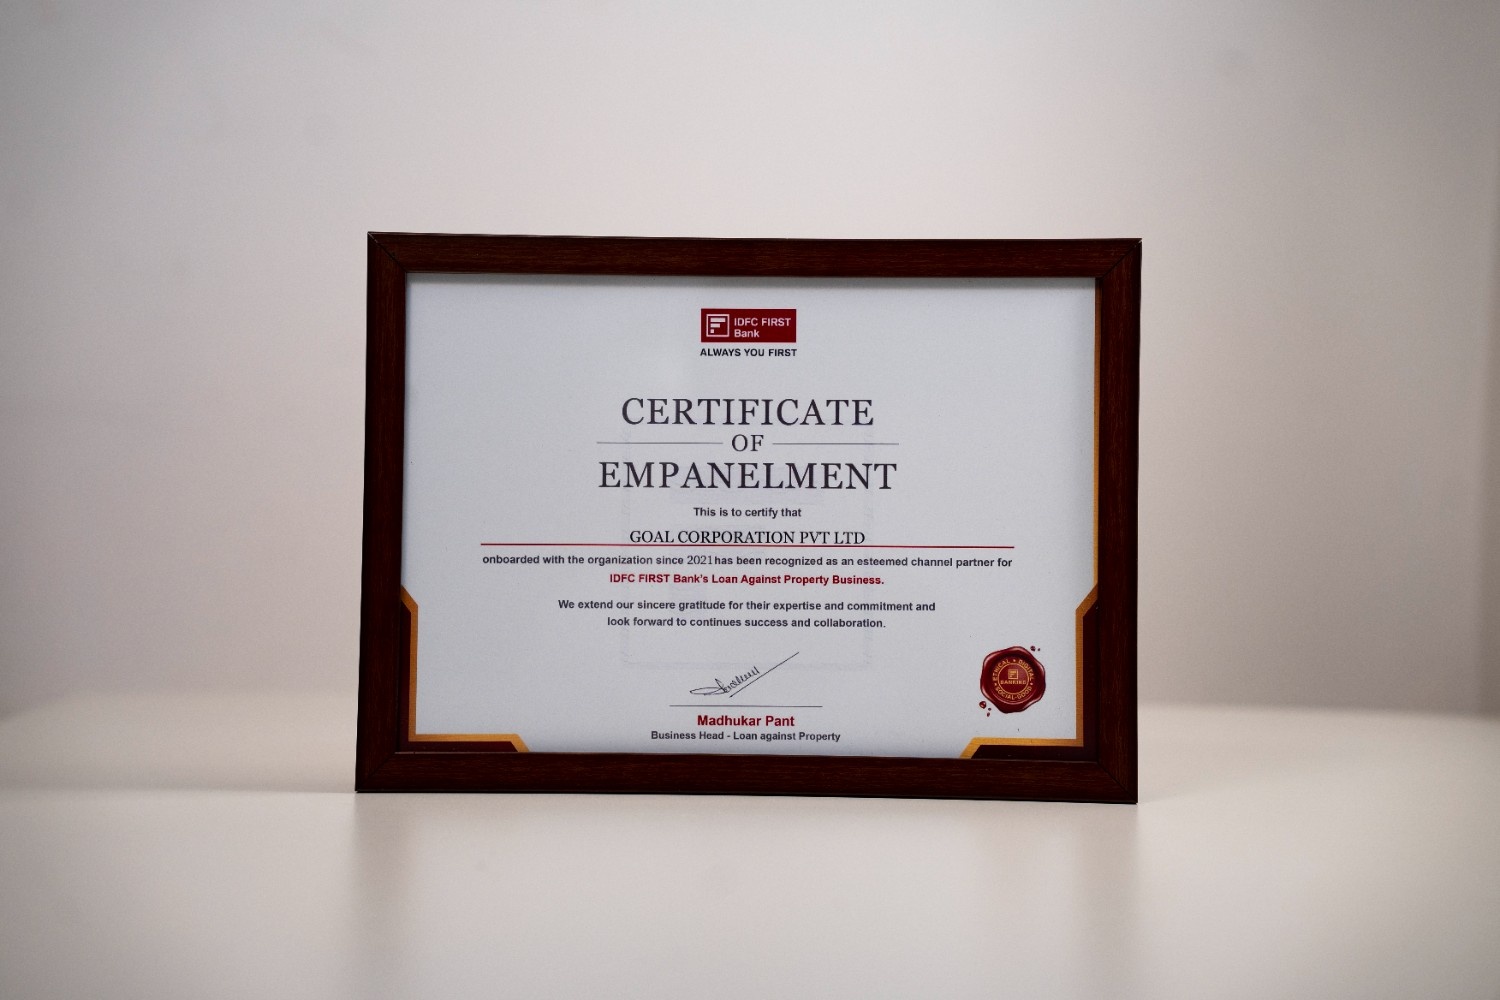 IDFC FIRST
Bank
ALWAYS YOU FIRST
CERTIFICATE
OF
EMPANELMENT
This is to certify that
GOAL CORPORATION PVT LTD
onboarded with the organization since 2021 has been recognized as an esteemed channel partner for
IDFC FIRST Bank's Loan Against Property Business.
We extend our sincere gratitude for their expertise and commitment and
look forward to continues success and collaboration.
Madhukar Pant
Business Head - Loan against Property
ETHICAL • DIGITAL
BANKING
SOCIAL-GOOD